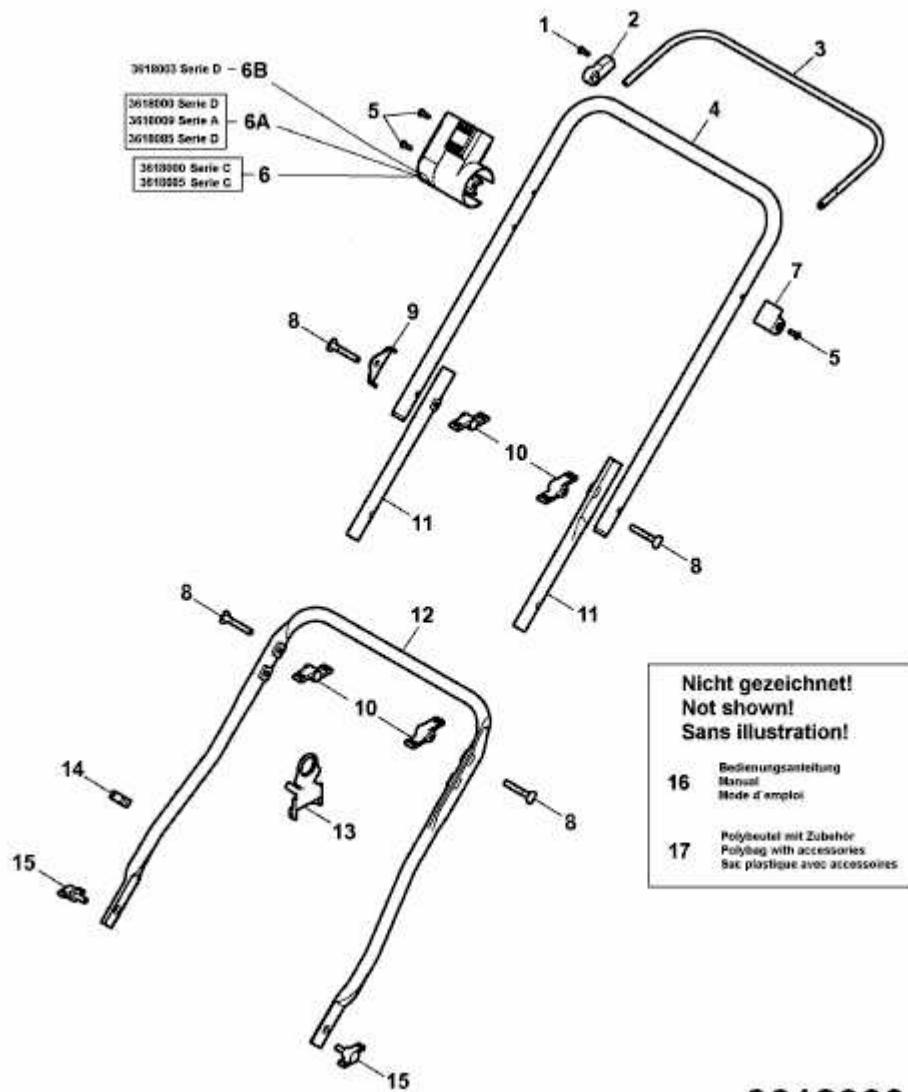 1
2
3
4
3618003 Serie D
6B
3618000 Serie D
3618009 Serie A
3618085 Serie D
6A
5
3618000 Serie C
3618085 Serie C
6
7
5
9
8
10
11
8
11
8
12
10
14
13
8
15
15
Nicht gezeichnet!
Not shown!
Sans illustration!
16
Bedienungsanleitung
Manual
Mode d'emploi
17
Polybeutel mit Zubehör
Polybag with accessories
Sac plastique avec accessoires